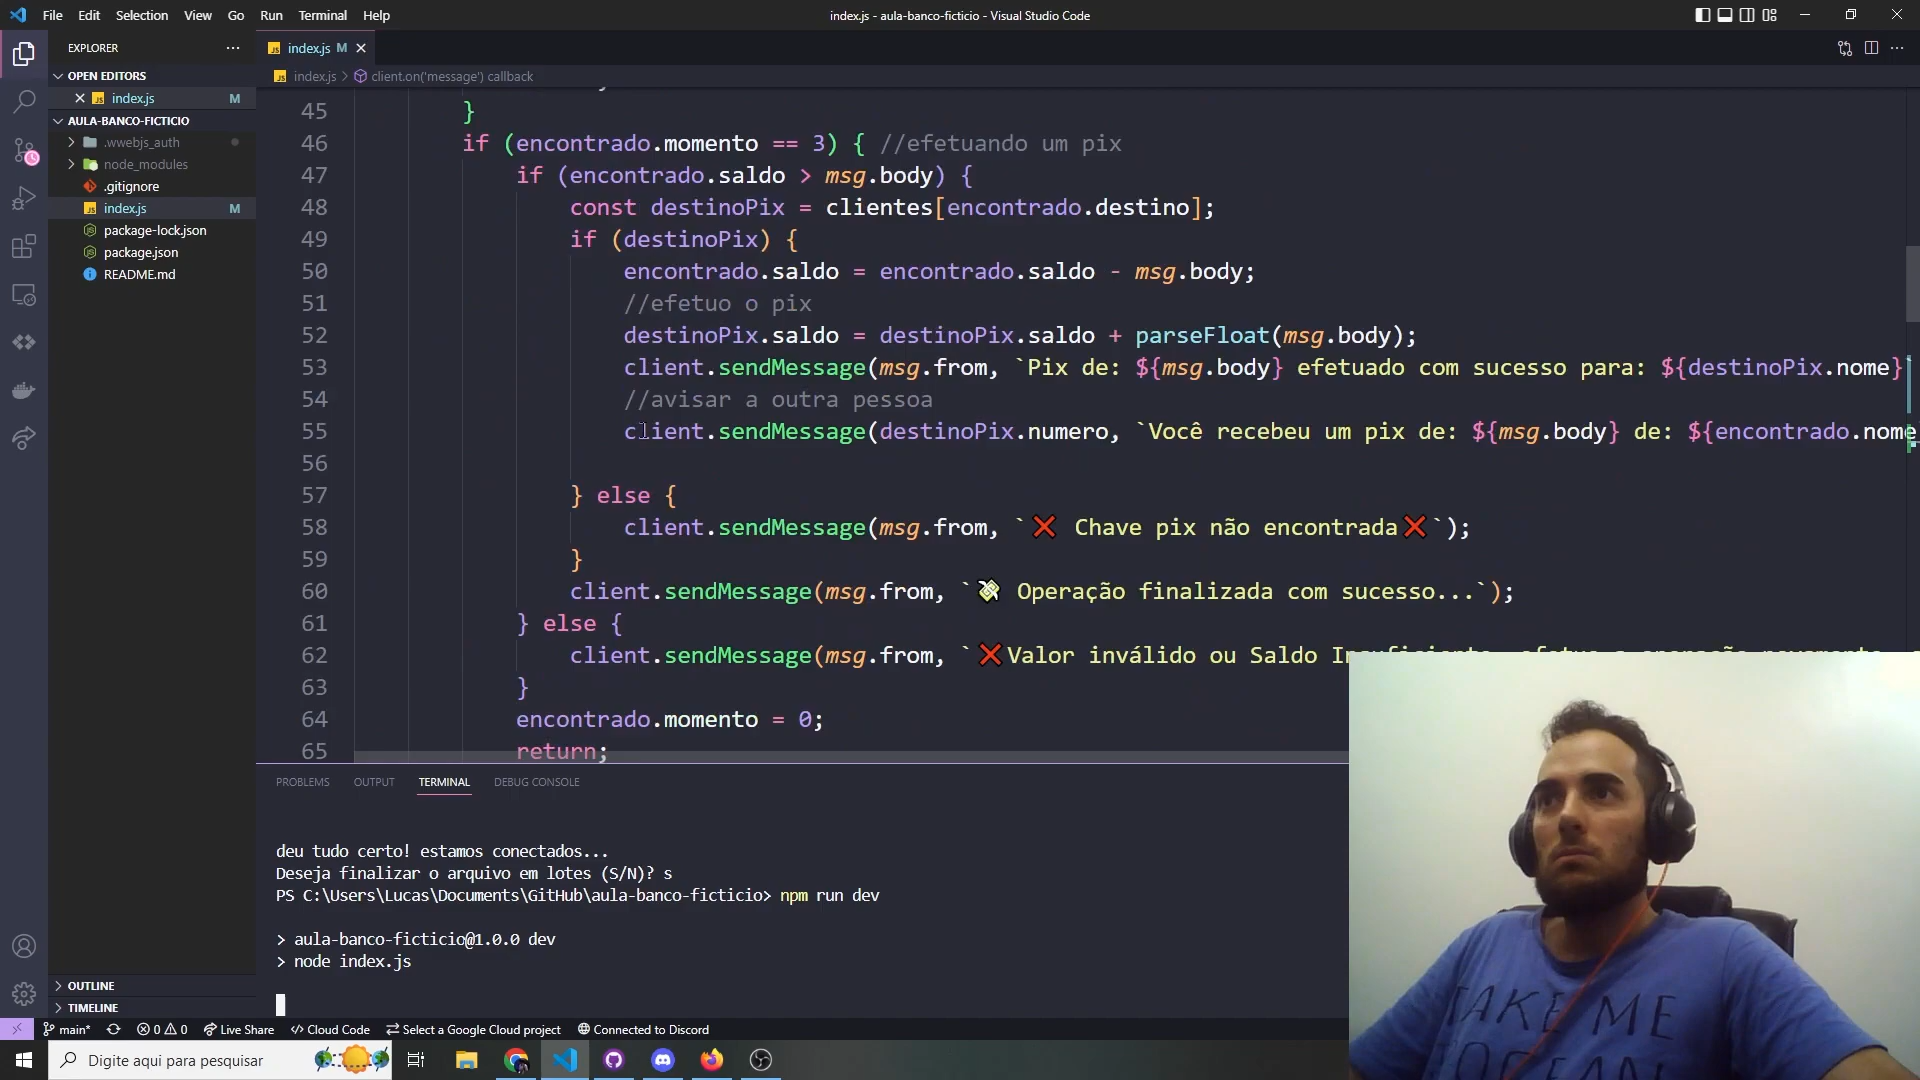 File Edit Selection View Go Run Terminal Help
index.js - aula-banco-ficticio - Visual Studio Code
EXPLORER
OPEN EDITORS
index.js M
AULA-BANCO-FICTICIO
.wwebjs_auth
node_modules
.gitignore
index.js M
package-lock.json
package.json
README.md
OUTLINE
TIMELINE
index.js M
index.js > client.on('message') callback
45 }
46 if (encontrado.momento == 3) { //efetuando um pix
47 if (encontrado.saldo > msg.body) {
48 const destinoPix = clientes[encontrado.destino];
49 if (destinoPix) {
50 encontrado.saldo = encontrado.saldo - msg.body;
51 //efetuo o pix
52 destinoPix.saldo = destinoPix.saldo + parseFloat(msg.body);
53 client.sendMessage(msg.from, `Pix de: ${msg.body} efetuado com sucesso para: ${destinoPix.nome}`
54 //avisar a outra pessoa
55 client.sendMessage(destinoPix.numero, `Você recebeu um pix de: ${msg.body} de: ${encontrado.nome
56
57 } else {
58 client.sendMessage(msg.from, `❌ Chave pix não encontrada❌`);
59 }
60 client.sendMessage(msg.from, `💸 Operação finalizada com sucesso...`);
61 } else {
62 client.sendMessage(msg.from, `❌Valor inválido ou Saldo
63 }
64 encontrado.momento = 0;
65 return;
PROBLEMS OUTPUT TERMINAL DEBUG CONSOLE
deu tudo certo! estamos conectados...
Deseja finalizar o arquivo em lotes (S/N)? s
PS C:\Users\Lucas\Documents\GitHub\aula-banco-ficticio> npm run dev
> aula-banco-ficticio@1.0.0 dev
> node index.js
TAKE ME
main* 0 0 Live Share Cloud Code Select a Google Cloud project Connected to Discord
Digite aqui para pesquisar